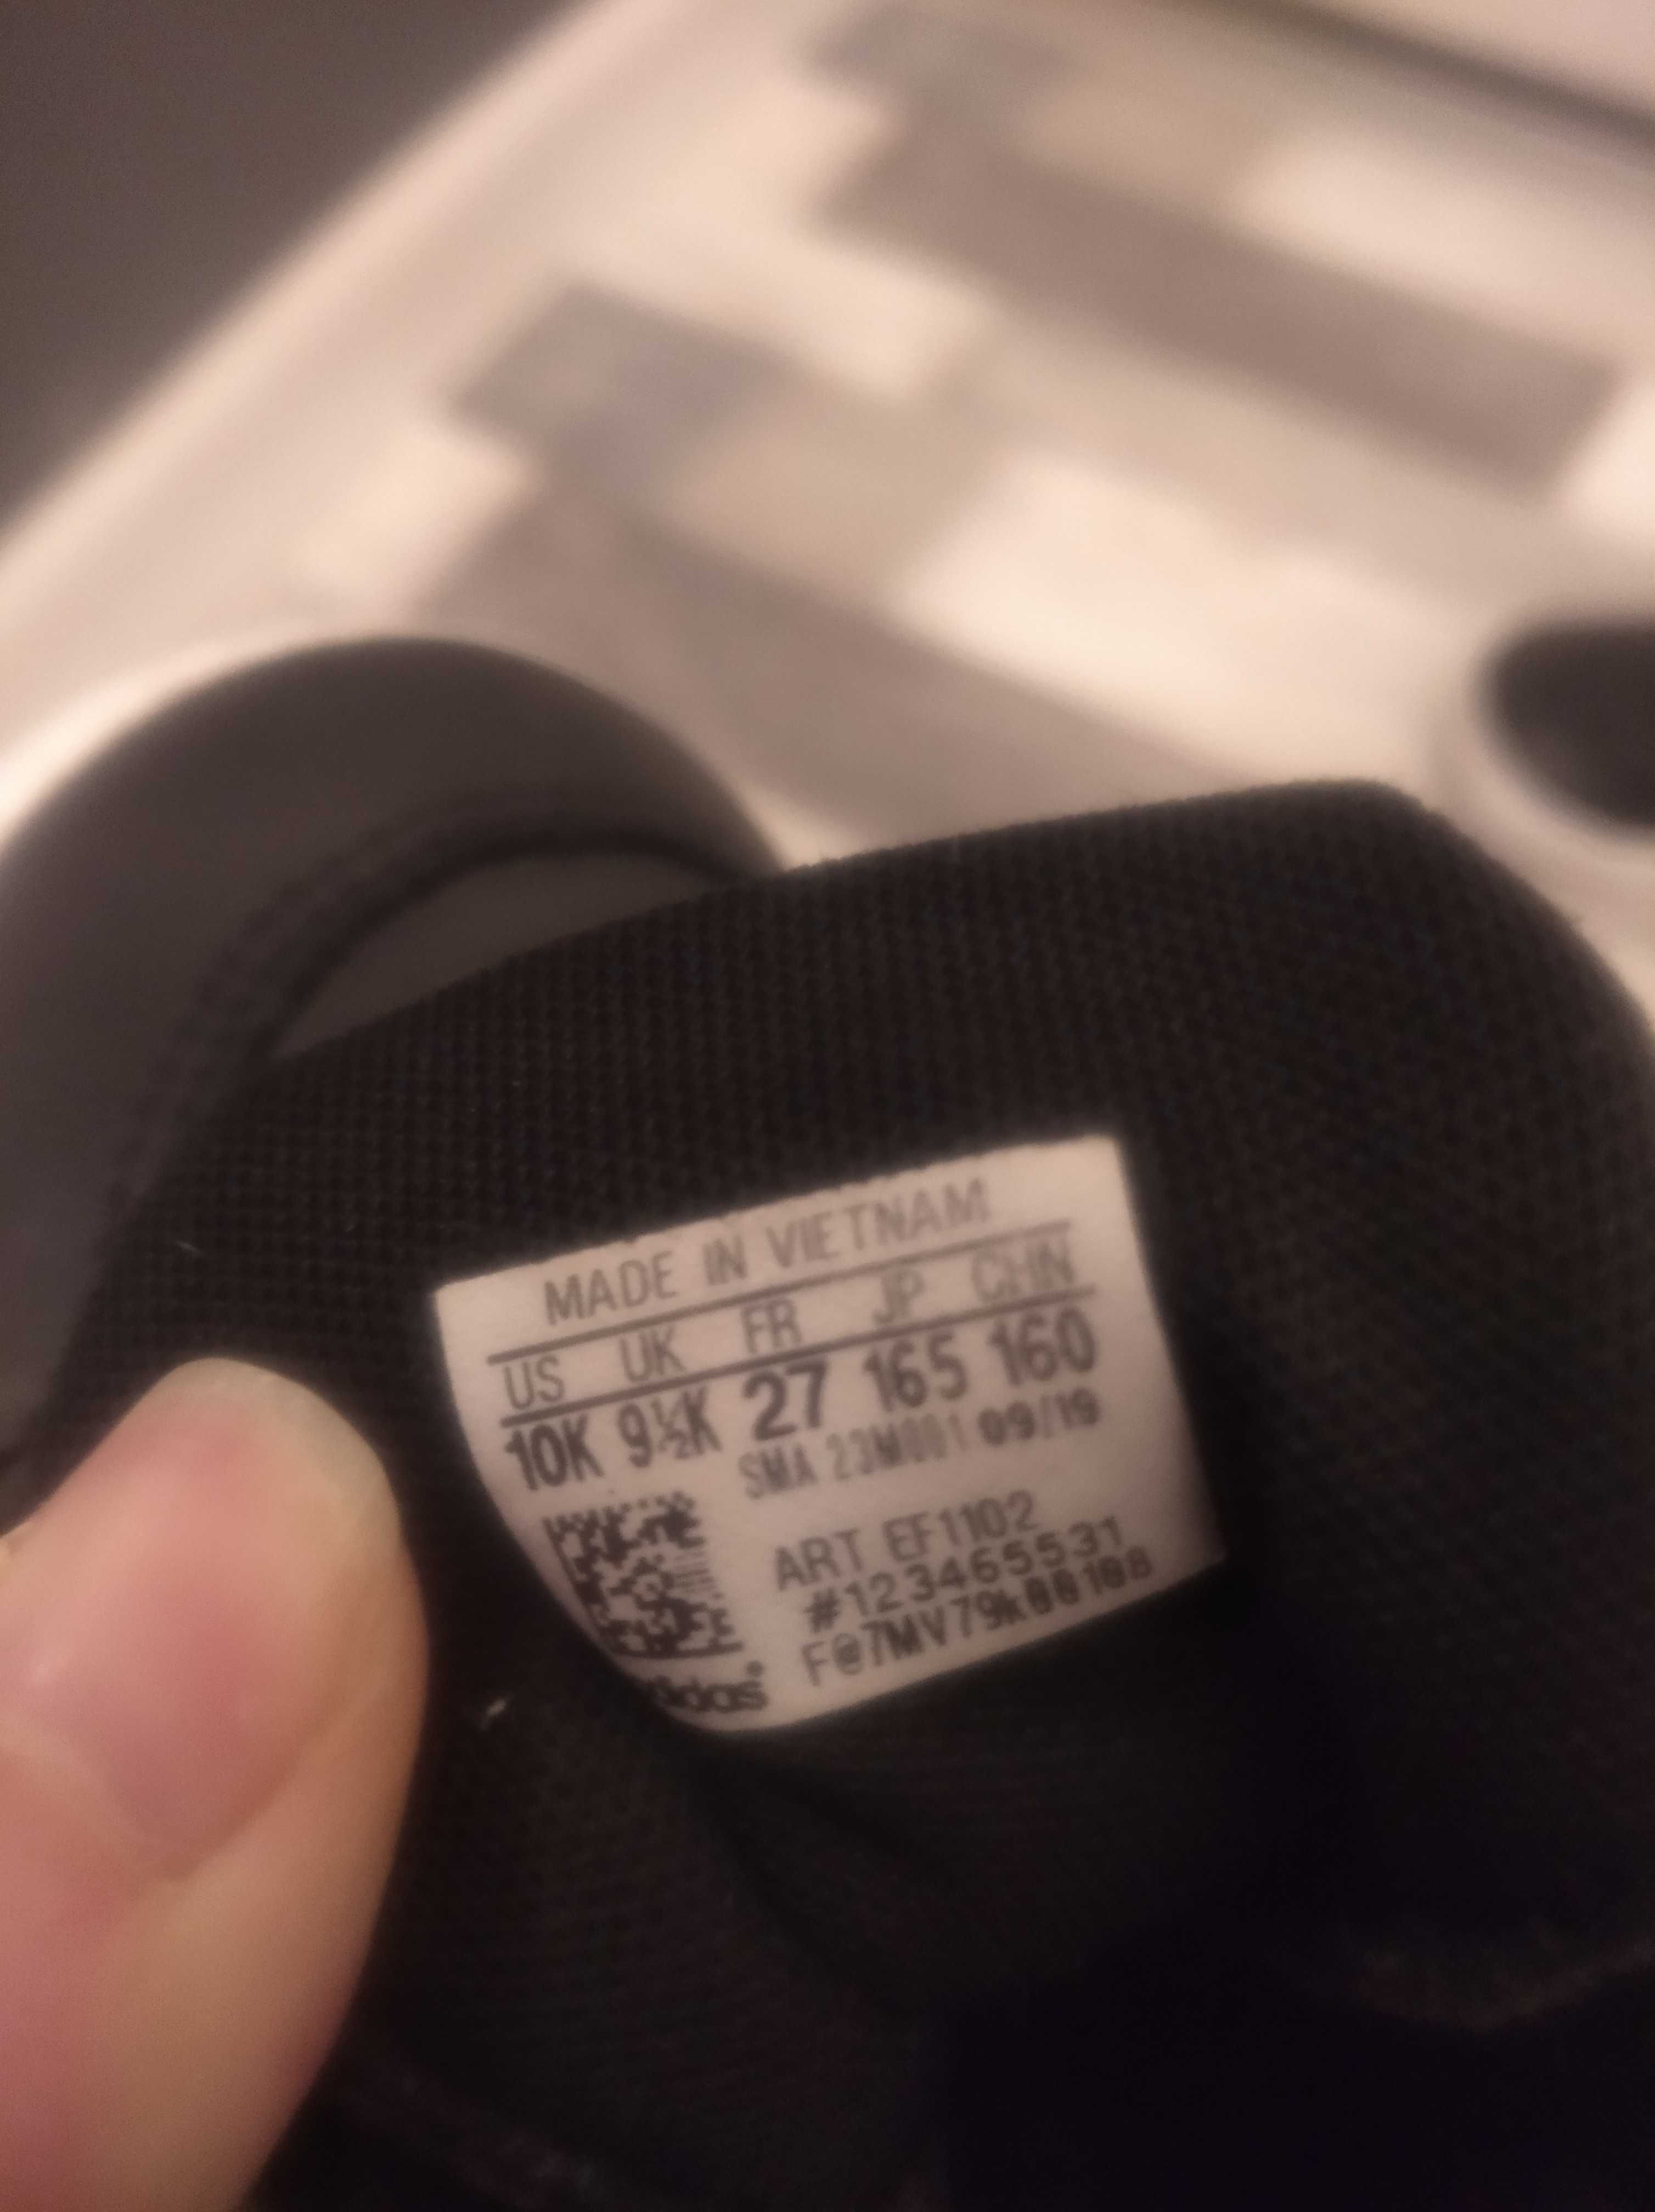 MADE IN VIETNAM
US UK FR JP CHN
10K 9½K 27 165 160
SMA 23M001 09/19
ART EF1102
#123465531
F@7MV79k00108
adidas®